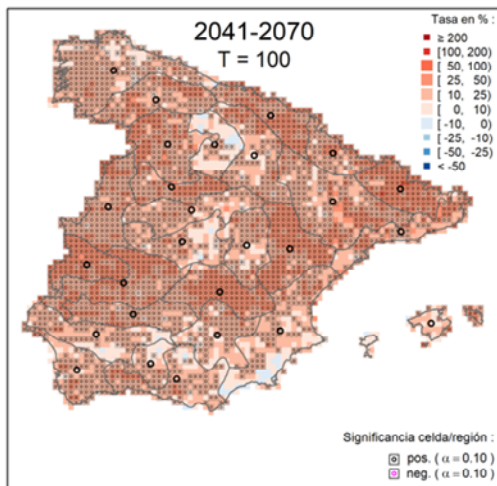 2041-2070
T = 100
Tasa en % :
≥ 200
[100, 200)
[ 50, 100)
[ 25, 50)
[ 10, 25)
[ 0, 10)
[-10, 0)
[-25, -10)
[-50, -25)
< -50
Significancia celda/región :
pos. ( α = 0.10 )
neg. ( α = 0.10 )